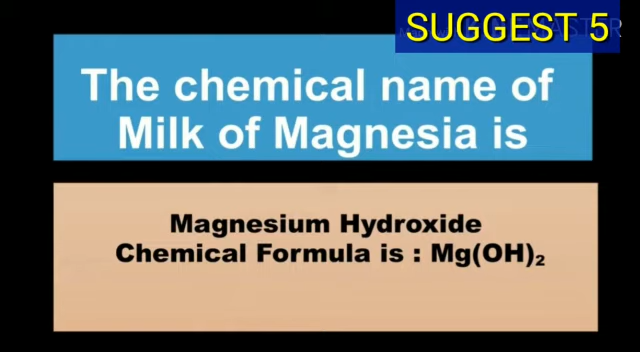 SUGGEST 5
The chemical name of
Milk of Magnesia is
Magnesium Hydroxide
Chemical Formula is : Mg(OH)₂